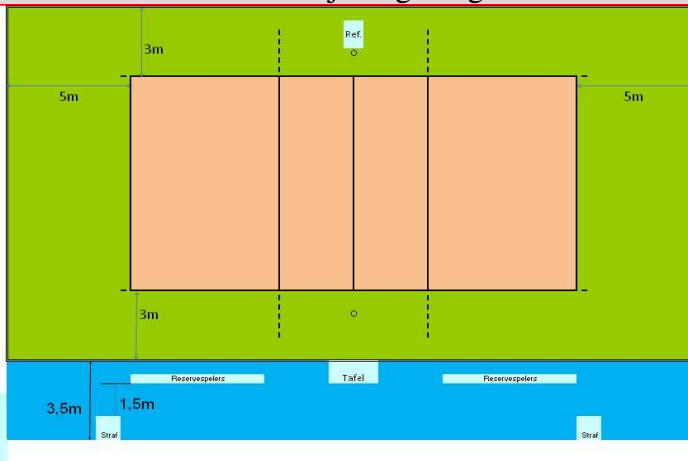 Ref.
3m
5m
5m
3m
Reservespelers
Tafel
Reservespelers
3,5m
1,5m
Straf
Straf